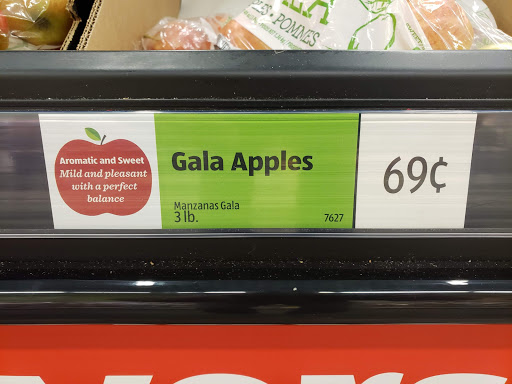 POMMES
Aromatic and Sweet
Mild and pleasant
with a perfect
balance
Gala Apples
Manzanas Gala
3 lb.
7627
69¢